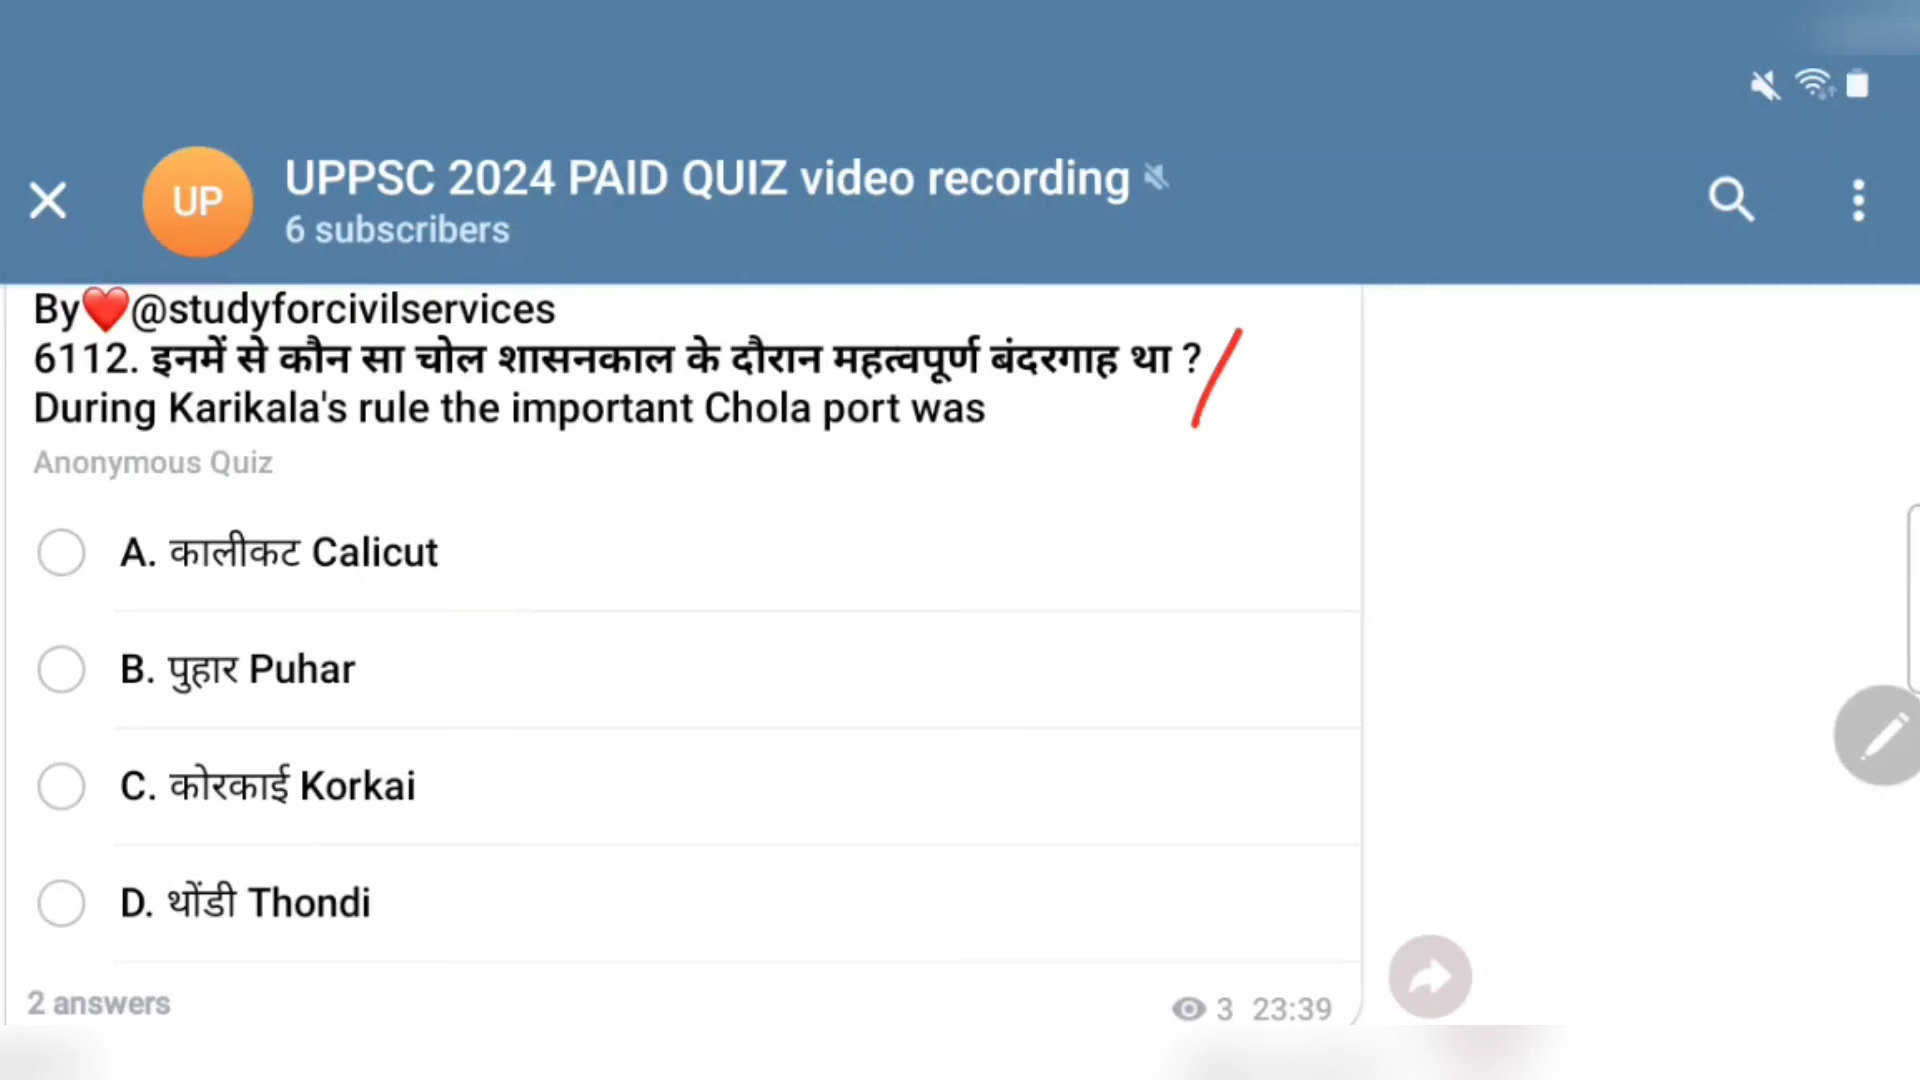 UP
UPPSC 2024 PAID QUIZ video recording
6 subscribers
By❤️@studyforcivilservices
6112. इनमें से कौन सा चोल शासनकाल के दौरान महत्वपूर्ण बंदरगाह था ?
During Karikala's rule the important Chola port was
Anonymous Quiz
A. कालीकट Calicut
B. पुहार Puhar
C. कोरकाई Korkai
D. थोंडी Thondi
2 answers
3 23:39